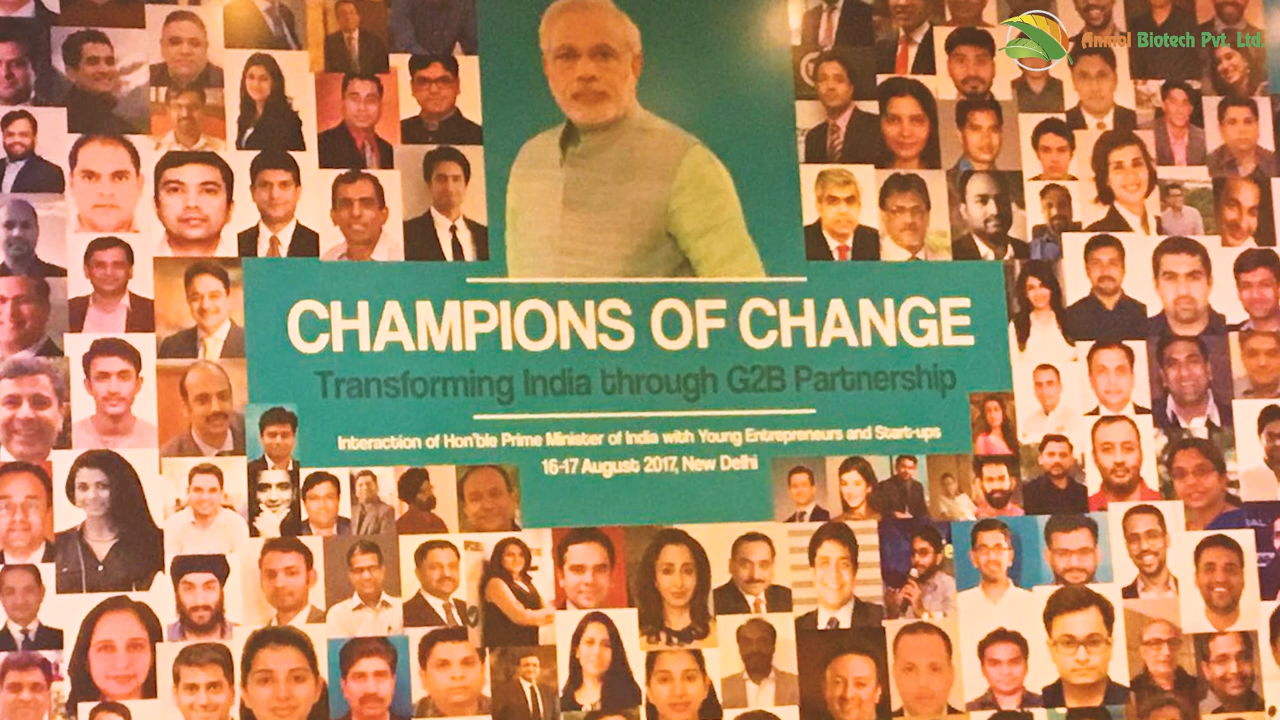 Anmol Biotech Pvt. Ltd.
CHAMPIONS OF CHANGE
Transforming India through G2B Partnership
Interaction of Hon'ble Prime Minister of India with Young Entrepreneurs and Start-ups
16-17 August 2017, New Delhi